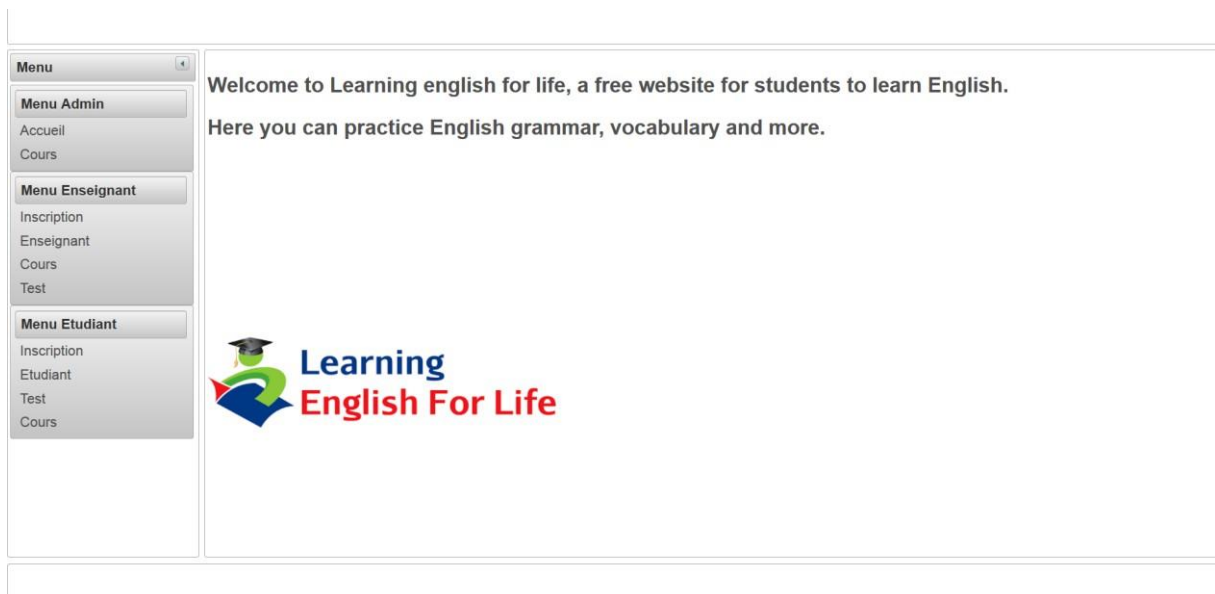 Menu
Menu Admin
Accueil
Cours
Menu Enseignant
Inscription
Enseignant
Cours
Test
Menu Etudiant
Inscription
Etudiant
Test
Cours
Welcome to Learning english for life, a free website for students to learn English.
Here you can practice English grammar, vocabulary and more.
Learning
English For Life